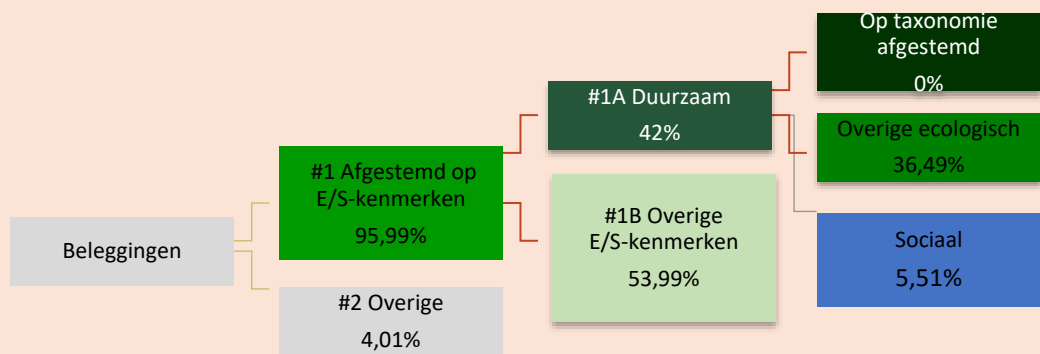 Beleggingen
#1 Afgestemd op
E/S-kenmerken
95,99%
#2 Overige
4,01%
#1A Duurzaam
42%
#1B Overige
E/S-kenmerken
53,99%
Op taxonomie
afgestemd
0%
Overige ecologisch
36,49%
Sociaal
5,51%